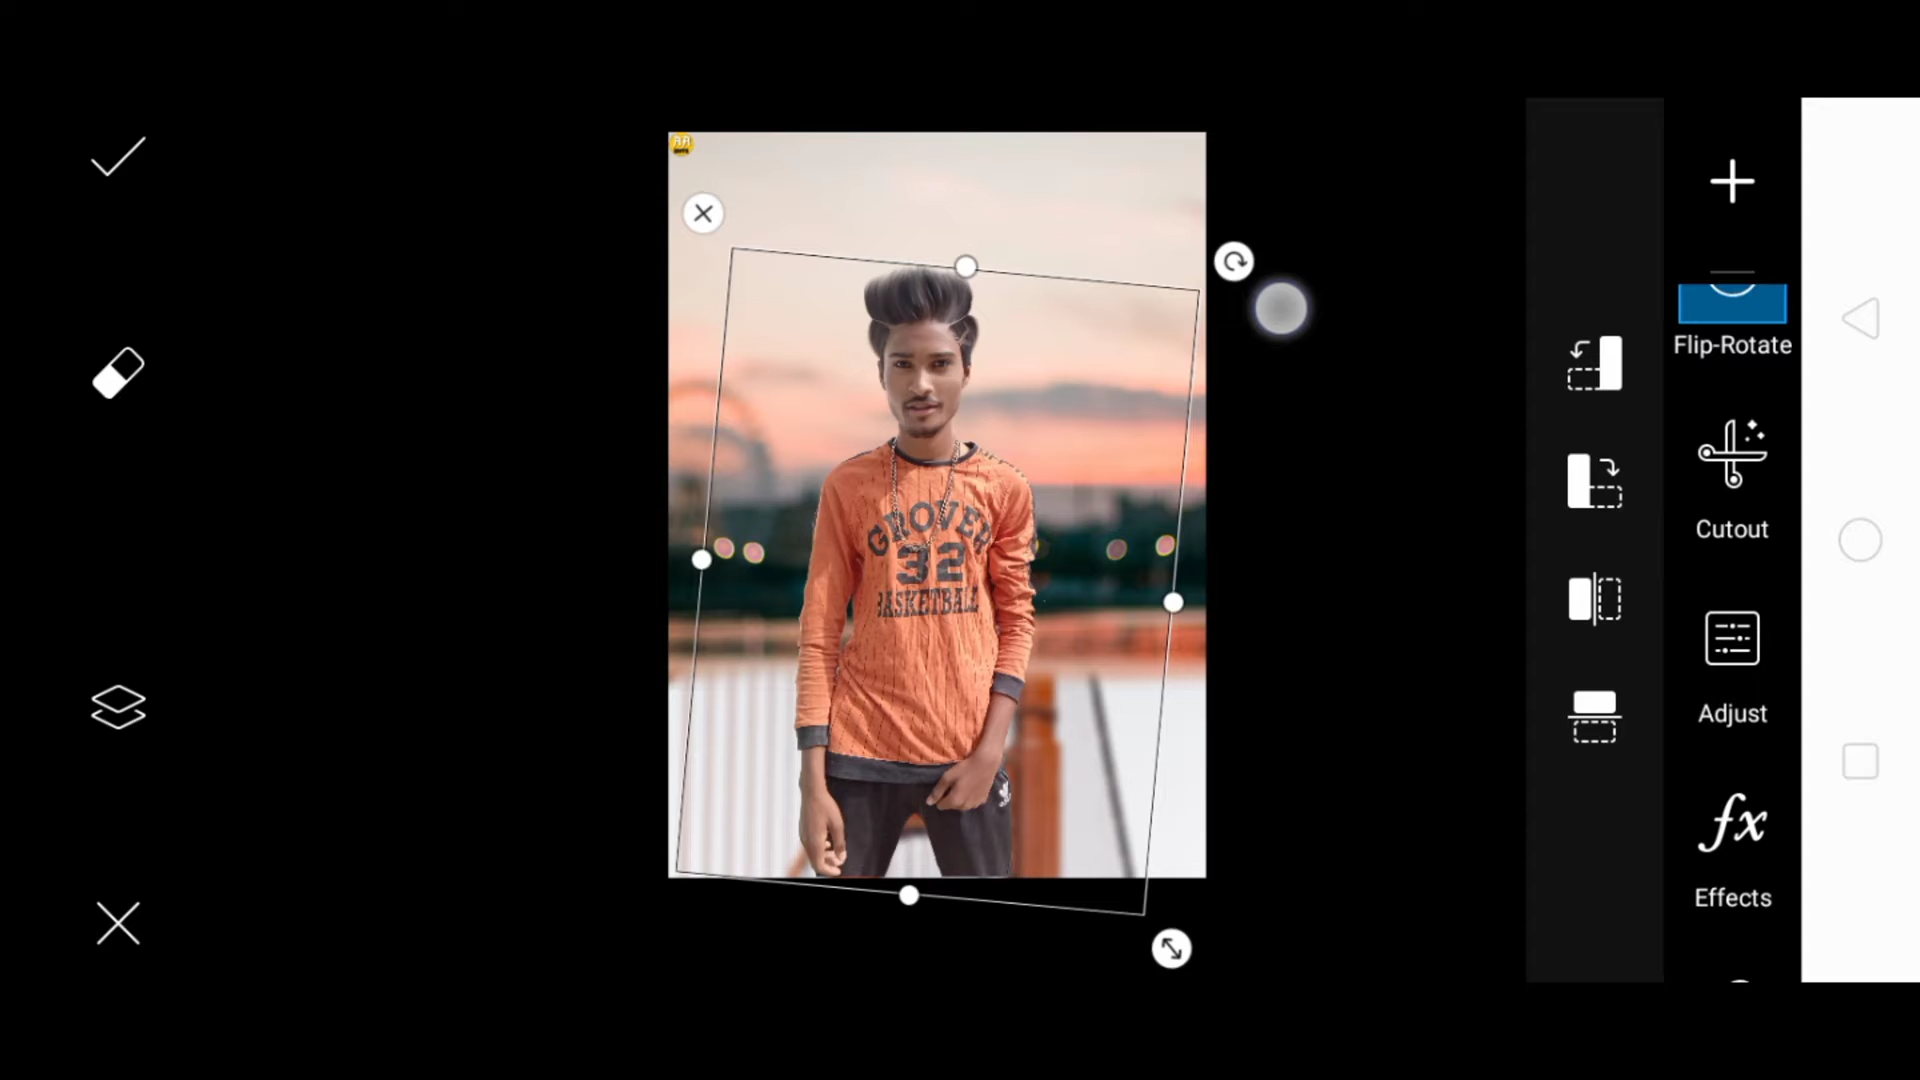 Flip-Rotate
Cutout
Adjust
fx
Effects
GROVER
32
BASKETBALL